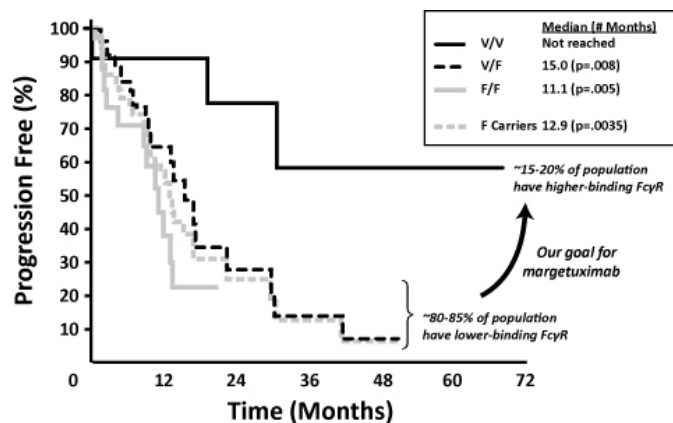 Median (# Months)
V/V Not reached
V/F 15.0 (p=.008)
F/F 11.1 (p=.005)
F Carriers 12.9 (p=.0035)
Progression Free (%)
100
90
80
70
60
50
40
30
20
10
~15-20% of population
have higher-binding FcγR
Our goal for
margetuximab
~80-85% of population
have lower-binding FcγR
0 12 24 36 48 60 72
Time (Months)